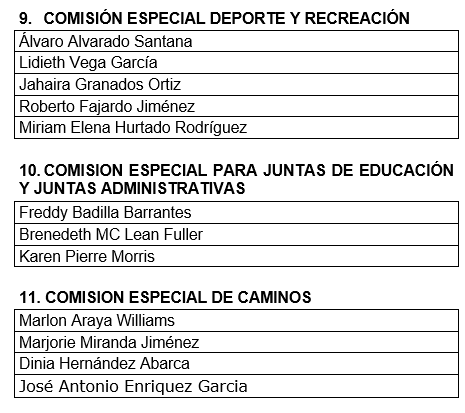 9. COMISIÓN ESPECIAL DEPORTE Y RECREACIÓN
Álvaro Alvarado Santana
Lidieth Vega García
Jahaira Granados Ortiz
Roberto Fajardo Jiménez
Miriam Elena Hurtado Rodríguez
10. COMISION ESPECIAL PARA JUNTAS DE EDUCACIÓN
Y JUNTAS ADMINISTRATIVAS
Freddy Badilla Barrantes
Brenedeth MC Lean Fuller
Karen Pierre Morris
11. COMISION ESPECIAL DE CAMINOS
Marlon Araya Williams
Marjorie Miranda Jiménez
Dinia Hernández Abarca
José Antonio Enriquez Garcia